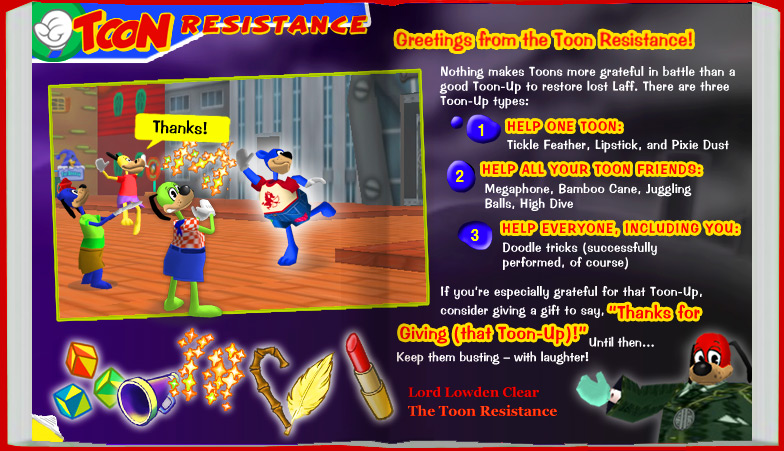 TOON RESISTANCE
Greetings from the Toon Resistance!
Nothing makes Toons more grateful in battle than a
good Toon-Up to restore lost Laff. There are three
Toon-Up types:
Thanks!
1 HELP ONE TOON:
Tickle Feather, Lipstick, and Pixie Dust
2 HELP ALL YOUR TOON FRIENDS:
Megaphone, Bamboo Cane, Juggling
Balls, High Dive
3 HELP EVERYONE, INCLUDING YOU:
Doodle tricks (successfully
performed, of course)
If you're especially grateful for that Toon-Up,
consider giving a gift to say, "Thanks for
Giving (that Toon-Up)!" Until then...
Keep them busting – with laughter!
Lord Lowden Clear
The Toon Resistance